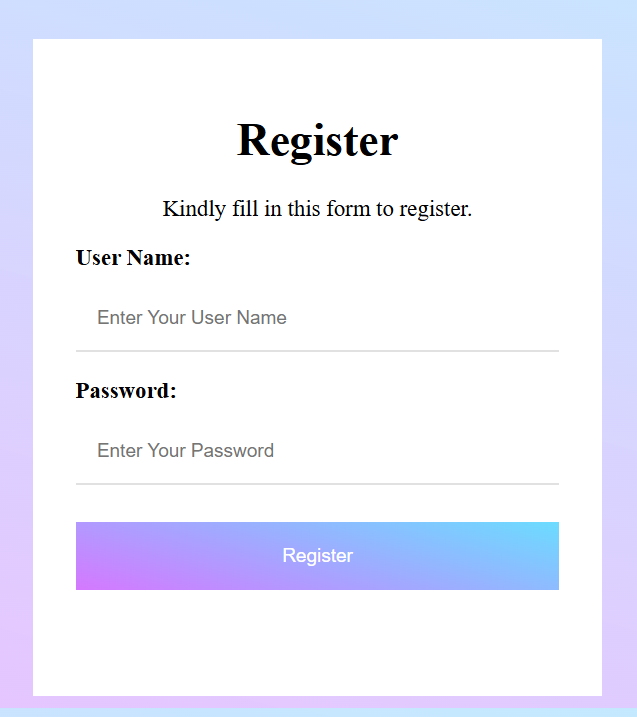 Register
Kindly fill in this form to register.
User Name:
Enter Your User Name
Password:
Enter Your Password
Register